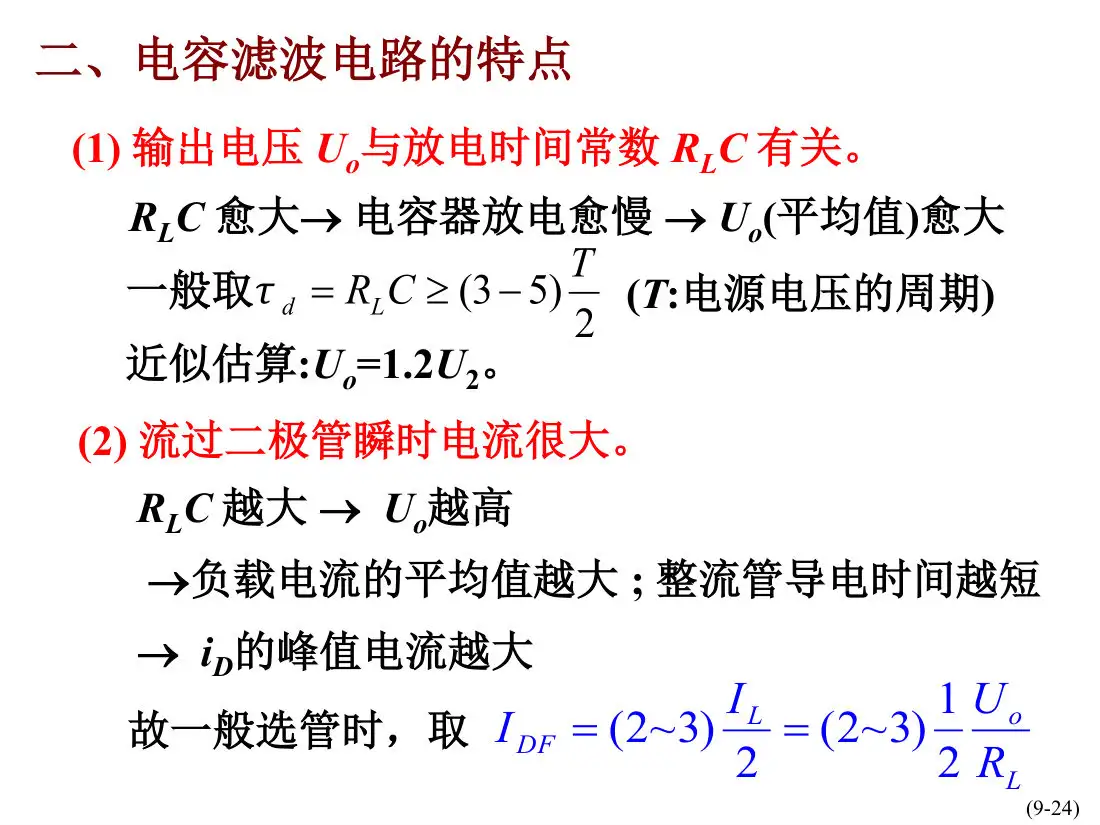 二、电容滤波电路的特点
(1) 输出电压 Uo与放电时间常数 RLC 有关。
RLC 愈大→ 电容器放电愈慢 → Uo(平均值)愈大
一般取τd = RLC ≥ (3 − 5) T/2 (T:电源电压的周期)
近似估算:Uo=1.2U2。
(2) 流过二极管瞬时电流很大。
RLC 越大 → Uo越高
→负载电流的平均值越大 ; 整流管导电时间越短
→ iD的峰值电流越大
故一般选管时，取 IDF = (2~3) IL/2 = (2~3) 1/2 Uo/RL
(9-24)